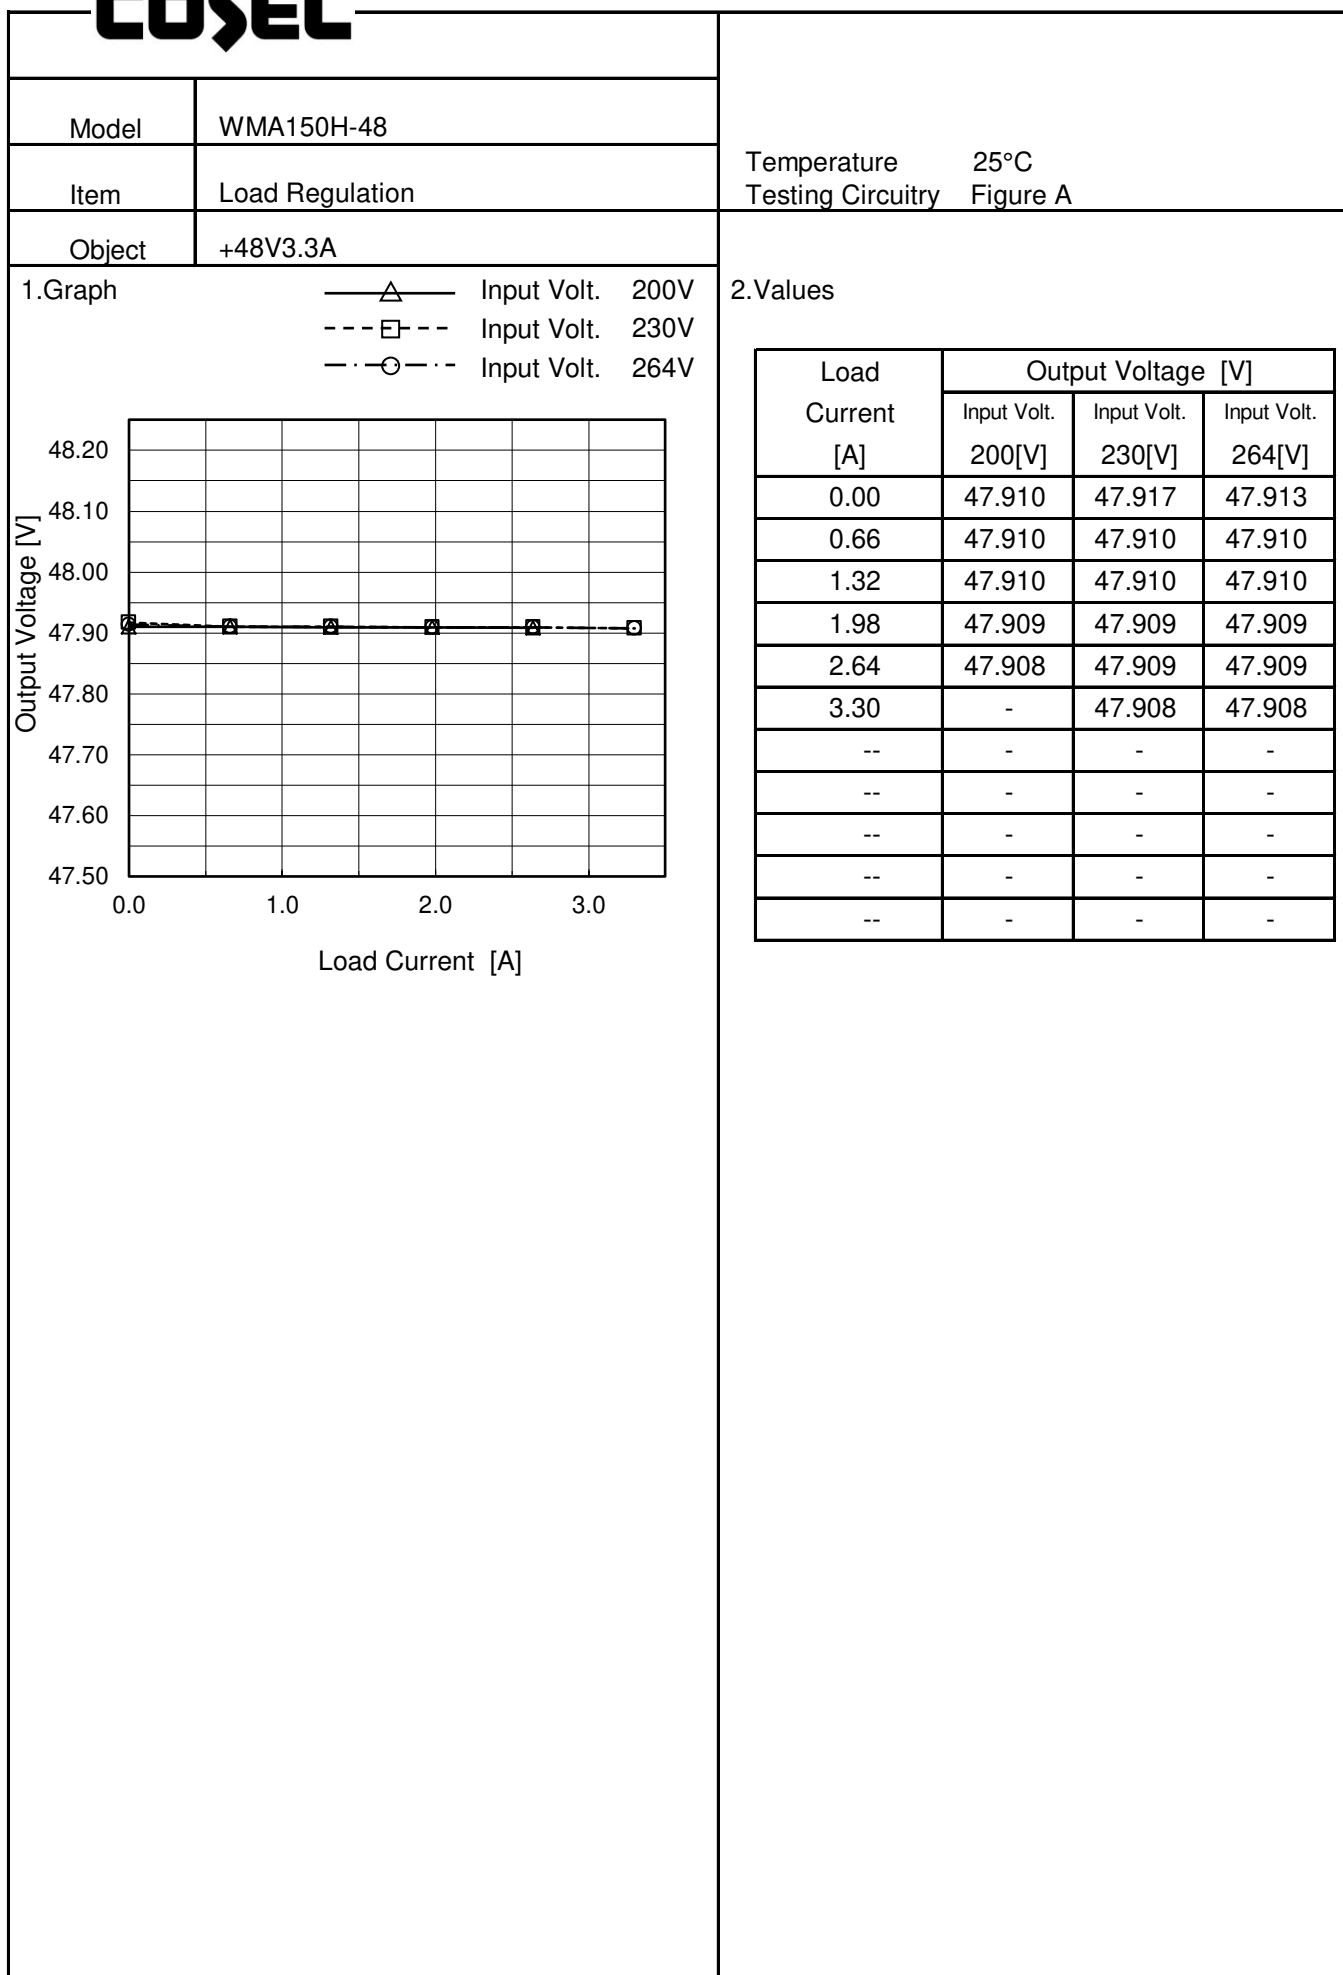 COSEL
Model WMA150H-48
Item Load Regulation
Object +48V3.3A
Temperature 25°C
Testing Circuitry Figure A
1.Graph
Input Volt. 200V
Input Volt. 230V
Input Volt. 264V
48.20
48.10
48.00
47.90
47.80
47.70
47.60
47.50
Output Voltage [V]
0.0 1.0 2.0 3.0
Load Current [A]
2.Values
Load Current [A] Output Voltage [V]
Input Volt. 200[V] Input Volt. 230[V] Input Volt. 264[V]
0.00 47.910 47.917 47.913
0.66 47.910 47.910 47.910
1.32 47.910 47.910 47.910
1.98 47.909 47.909 47.909
2.64 47.908 47.909 47.909
3.30 - 47.908 47.908
-- - - -
-- - - -
-- - - -
-- - - -
-- - - -